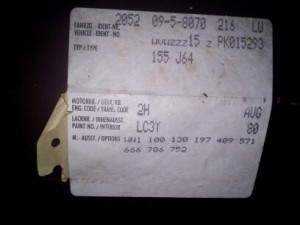 2052 09-5-8070 216 LU
FAHRZG.-IDENT-NR.
VEHICLE-IDENT-NO.
WVWZZZ15 Z PK015293
TYP / TYPE
155 J64
MOTORKB. / GETR. KB.
ENG. CODE / TRANS. CODE
2H AUG
LACKNR. / INNENAUSST.
PAINT NO. / INTERIOR
LC3Y 80
M.-AUSST. / OPTIONS WN1 100 1J0 197 409 571
666 706 752